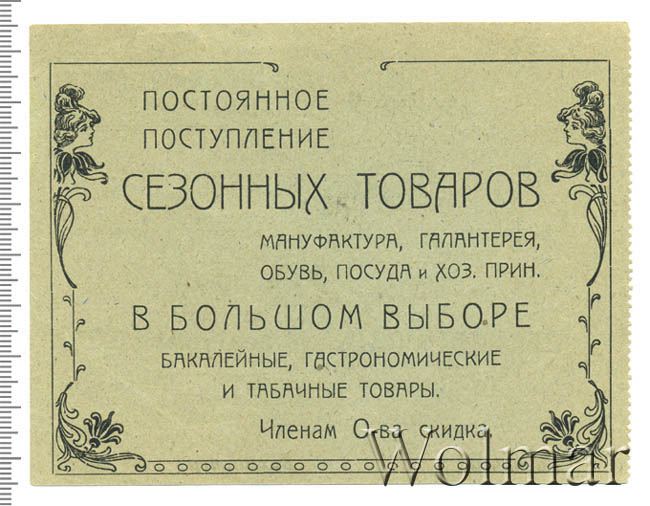 ПОСТОЯННОЕ
ПОСТУПЛЕНИЕ
СЕЗОННЫХ ТОВАРОВ
МАНУФАКТУРА, ГАЛАНТЕРЕЯ,
ОБУВЬ, ПОСУДА и ХОЗ. ПРИН.
В БОЛЬШОМ ВЫБОРЕ
БАКАЛЕЙНЫЕ, ГАСТРОНОМИЧЕСКИЕ
И ТАБАЧНЫЕ ТОВАРЫ.
Членам О-ва скидка.
Wolmar